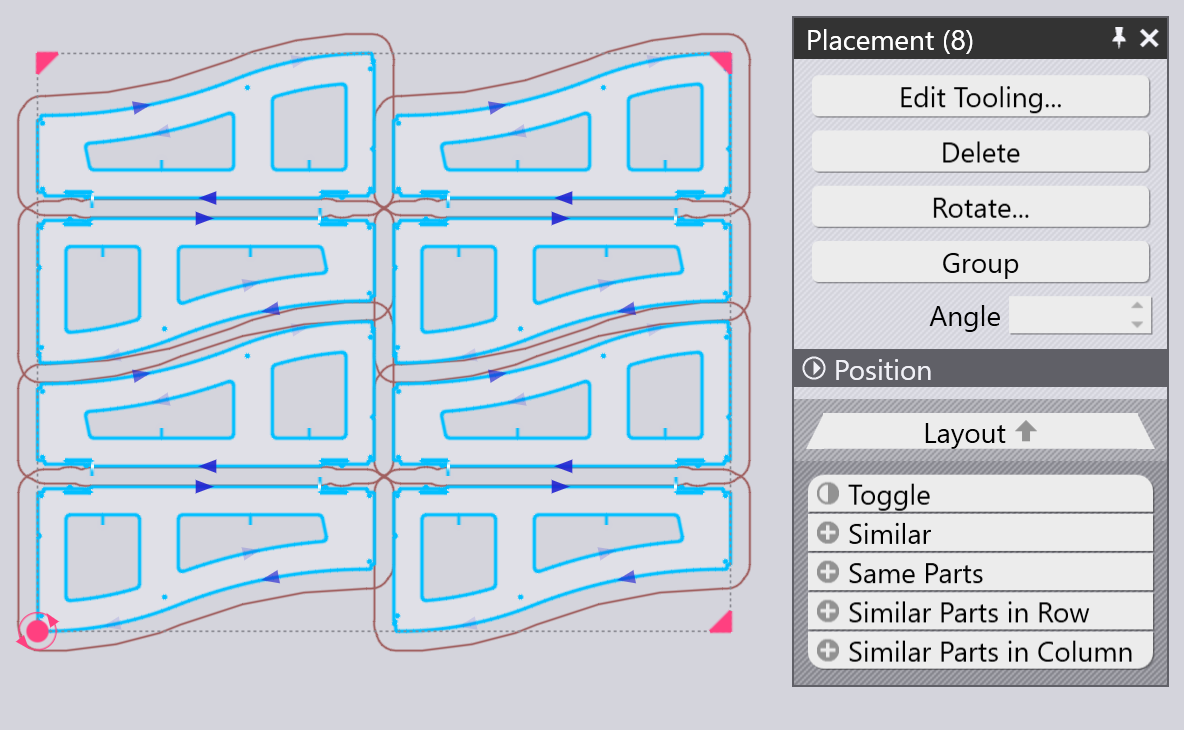 Placement (8)
Edit Tooling...
Delete
Rotate...
Group
Angle
Position
Layout
Toggle
Similar
Same Parts
Similar Parts in Row
Similar Parts in Column